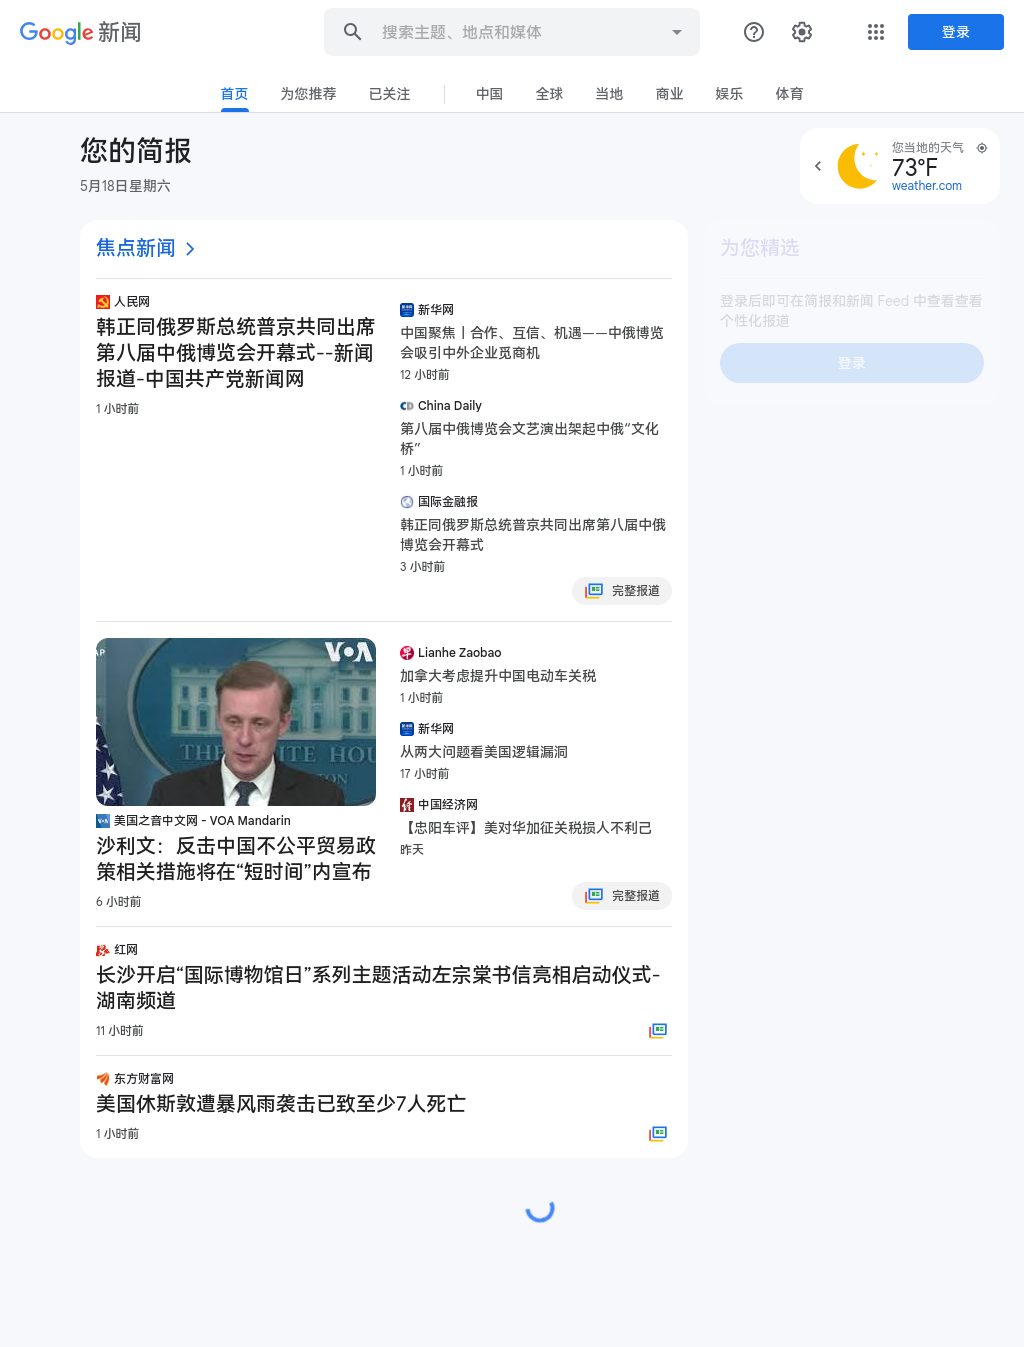 Google 新闻
搜索主题、地点和媒体
登录
首页
为您推荐
已关注
中国
全球
当地
商业
娱乐
体育
您的简报
5月18日星期六
您当地的天气
73°F
weather.com
焦点新闻
人民网
韩正同俄罗斯总统普京共同出席
第八届中俄博览会开幕式--新闻
报道-中国共产党新闻网
1 小时前
新华网
中国聚焦丨合作、互信、机遇——中俄博览
会吸引中外企业觅商机
12 小时前
China Daily
第八届中俄博览会文艺演出架起中俄“文化
桥”
1 小时前
国际金融报
韩正同俄罗斯总统普京共同出席第八届中俄
博览会开幕式
3 小时前
完整报道
为您精选
登录后即可在简报和新闻 Feed 中查看查看
个性化报道
登录
AP
VOA
THE WHITE HOU
WASHINGTON
美国之音中文网 - VOA Mandarin
沙利文：反击中国不公平贸易政
策相关措施将在“短时间”内宣布
6 小时前
Lianhe Zaobao
加拿大考虑提升中国电动车关税
1 小时前
新华网
从两大问题看美国逻辑漏洞
17 小时前
中国经济网
【忠阳车评】美对华加征关税损人不利己
昨天
完整报道
红网
长沙开启“国际博物馆日”系列主题活动左宗棠书信亮相启动仪式-
湖南频道
11 小时前
东方财富网
美国休斯敦遭暴风雨袭击已致至少7人死亡
1 小时前